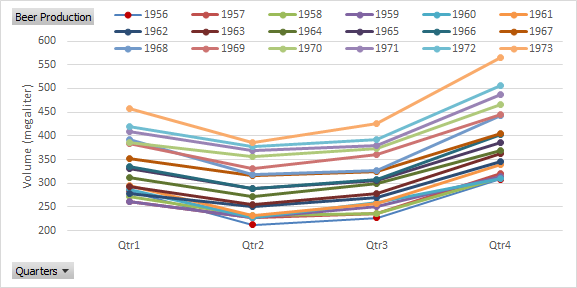 Beer Production
1956 1957 1958 1959 1960 1961
1962 1963 1964 1965 1966 1967
1968 1969 1970 1971 1972 1973
Volume (megaliter)
600
550
500
450
400
350
300
250
200
Qtr1 Qtr2 Qtr3 Qtr4
Quarters